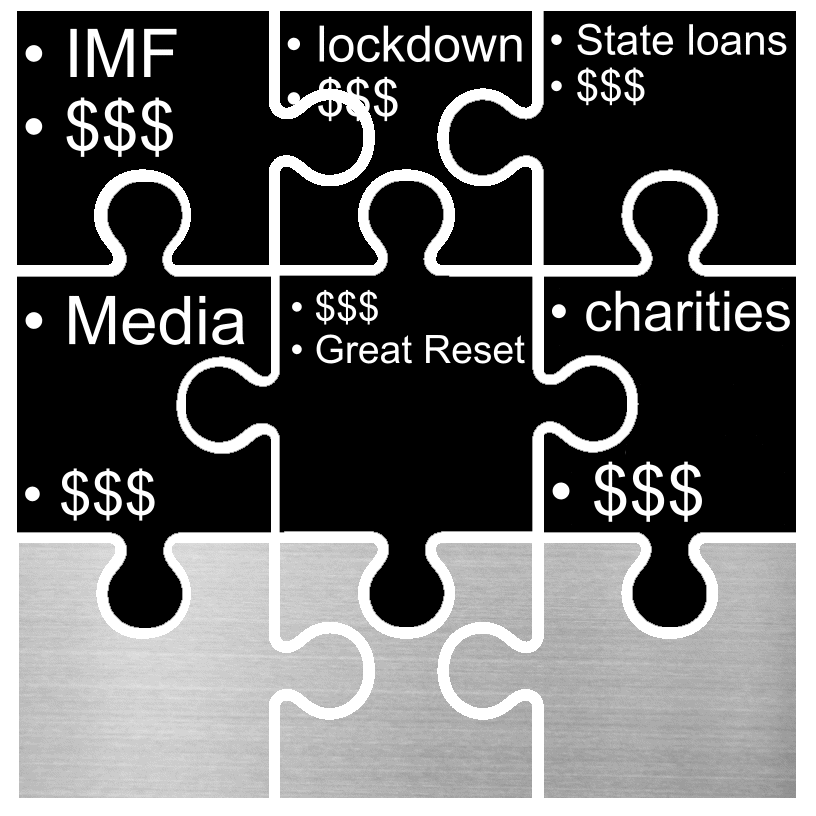 • IMF
• $$$
• lockdown
• $$$
• State loans
• $$$
• Media
• $$$
• $$$
• Great Reset
• charities
• $$$